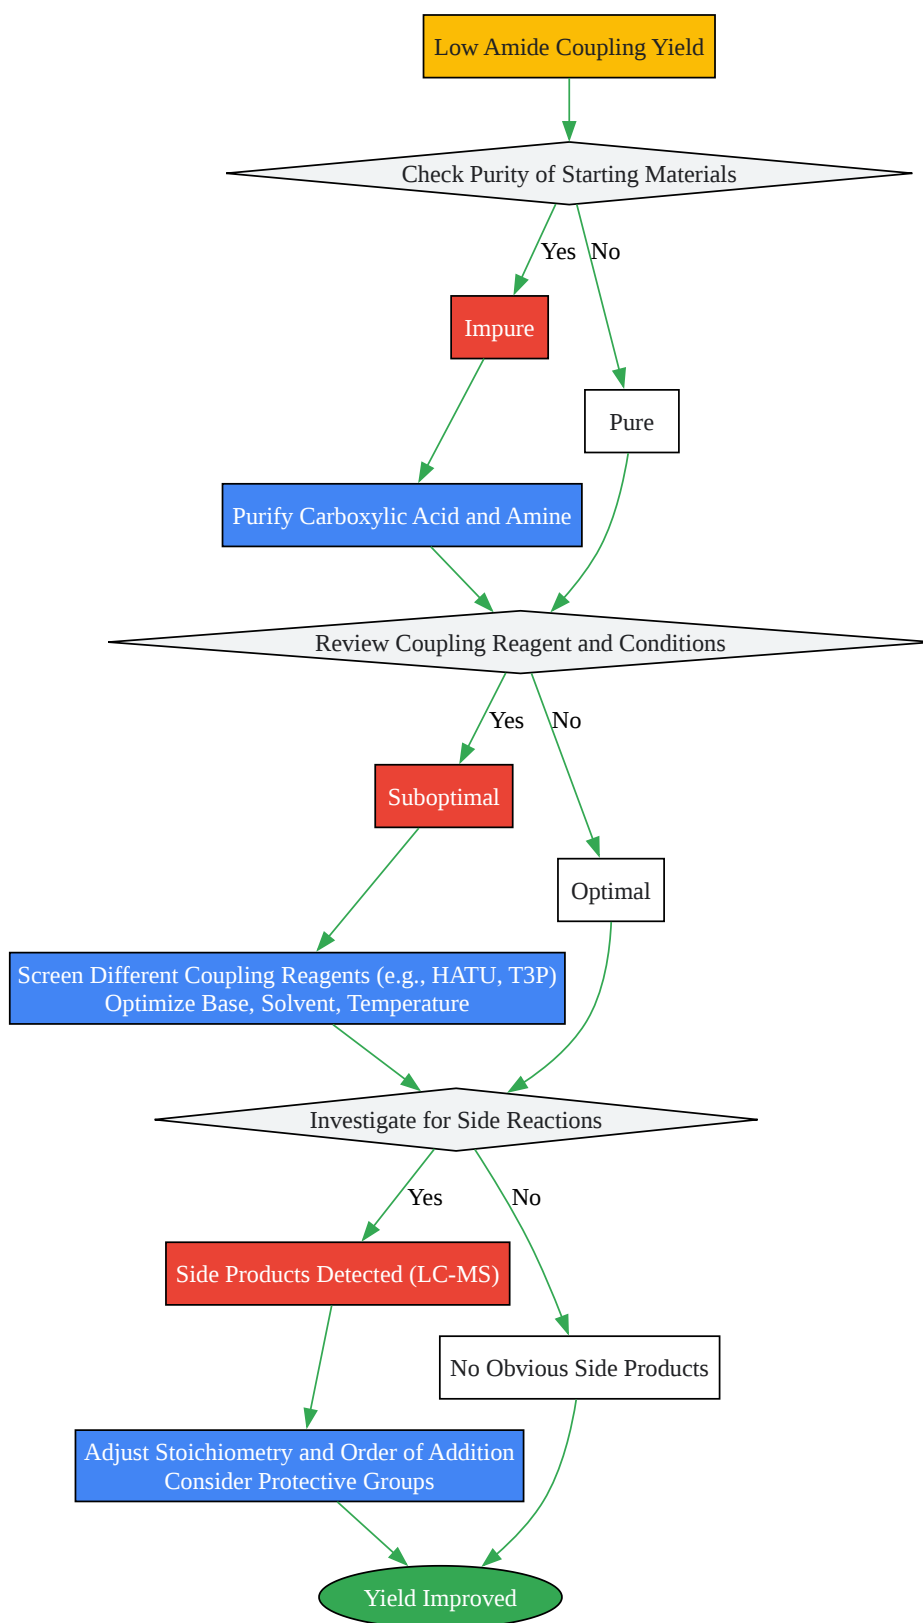 Low Amide Coupling Yield
Check Purity of Starting Materials
Yes
No
Impure
Pure
Purify Carboxylic Acid and Amine
Review Coupling Reagent and Conditions
Yes
No
Suboptimal
Optimal
Screen Different Coupling Reagents (e.g., HATU, T3P)
Optimize Base, Solvent, Temperature
Investigate for Side Reactions
Yes
No
Side Products Detected (LC-MS)
No Obvious Side Products
Adjust Stoichiometry and Order of Addition
Consider Protective Groups
Yield Improved